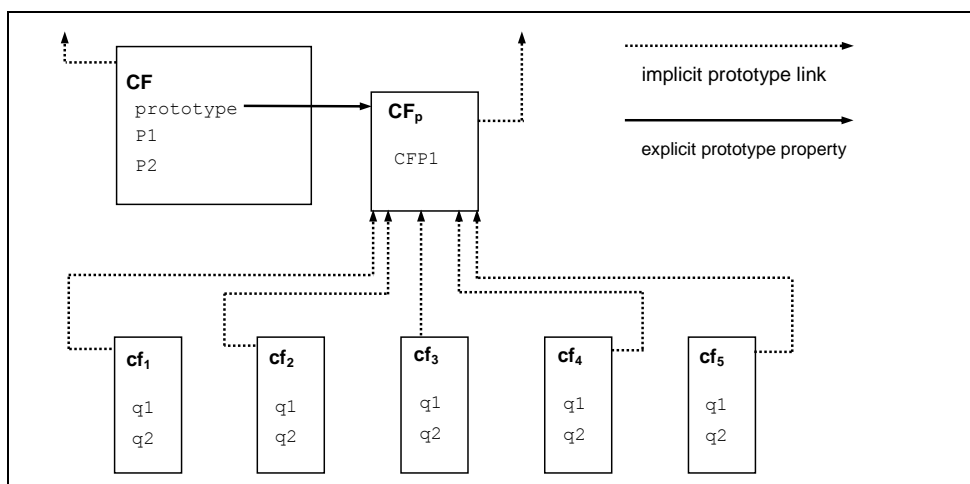 CF
prototype
P1
P2
CFp
CFP1
implicit prototype link
explicit prototype property
cf1
q1
q2
cf2
q1
q2
cf3
q1
q2
cf4
q1
q2
cf5
q1
q2